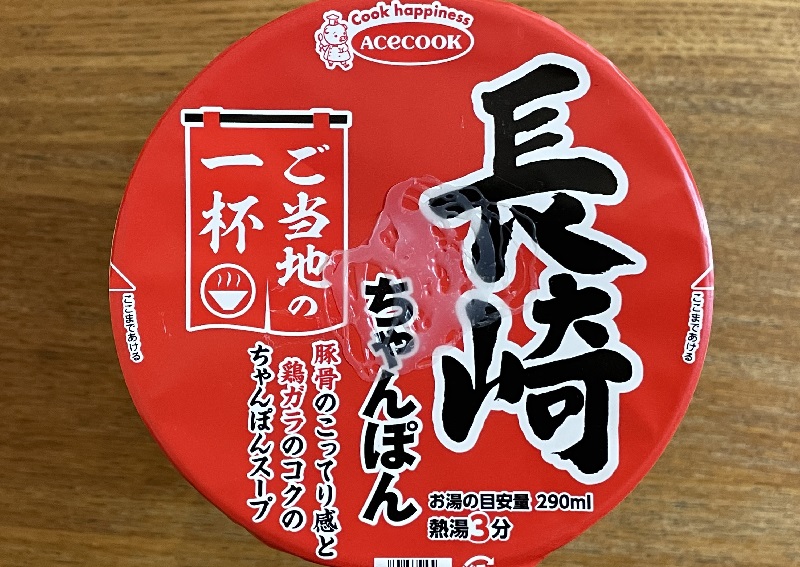 Cook happiness
ACECOOK
長崎
ちゃんぽん
ご当地の
一杯
豚骨のこってり感と
鶏ガラのコクの
ちゃんぽんスープ
お湯の目安量 290ml
熱湯3分
ここまであける
ここまであける